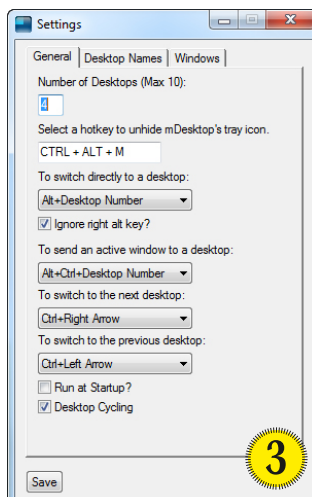 Settings
General Desktop Names Windows
Number of Desktops (Max 10):
4
Select a hotkey to unhide mDesktop's tray icon.
CTRL + ALT + M
To switch directly to a desktop:
Alt+Desktop Number
Ignore right alt key?
To send an active window to a desktop:
Alt+Ctrl+Desktop Number
To switch to the next desktop:
Ctrl+Right Arrow
To switch to the previous desktop:
Ctrl+Left Arrow
Run at Startup?
Desktop Cycling
3
Save